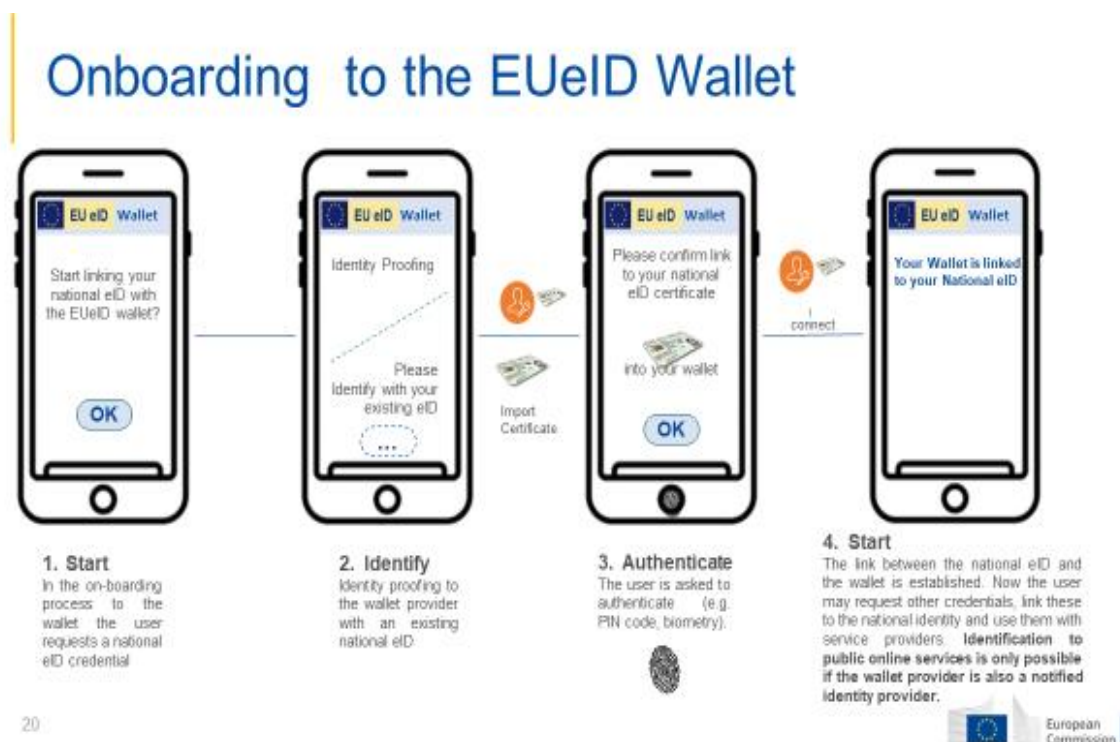 Onboarding to the EUeID Wallet
EU eID Wallet
Start linking your
national eID with
the EUeID wallet?
OK
EU eID Wallet
Identity Proofing
Please
Identify with your
existing eID
...
Import
Certificate
EU eID Wallet
Please confirm link
to your national
eID certificate
into your wallet
OK
connect
EU eID Wallet
Your Wallet is linked
to your National eID
1. Start
In the on-boarding
process to the
wallet the user
requests a national
eID credential
2. Identify
Identity proofing to
the wallet provider
with an existing
national eID
3. Authenticate
The user is asked to
authenticate (e.g.
PIN code, biometry).
4. Start
The link between the national eID and
the wallet is established. Now the user
may request other credentials, link these
to the national identity and use them with
service providers. Identification to
public online services is only possible
if the wallet provider is also a notified
identity provider.
20
European
Commission